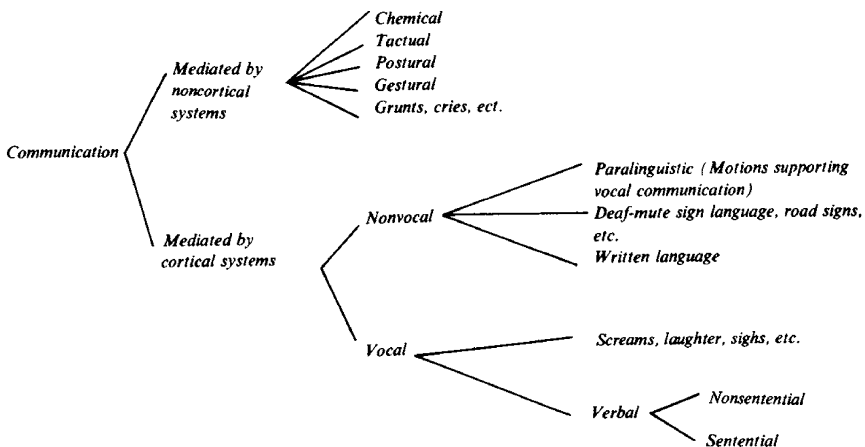 Chemical
Tactual
Mediated by
noncortical
systems
Postural
Gestural
Grunts, cries, ect.
Communication
Mediated by
cortical systems
Nonvocal
Paralinguistic (Motions supporting
vocal communication)
Deaf-mute sign language, road signs,
etc.
Written language
Vocal
Screams, laughter, sighs, etc.
Verbal
Nonsentential
Sentential